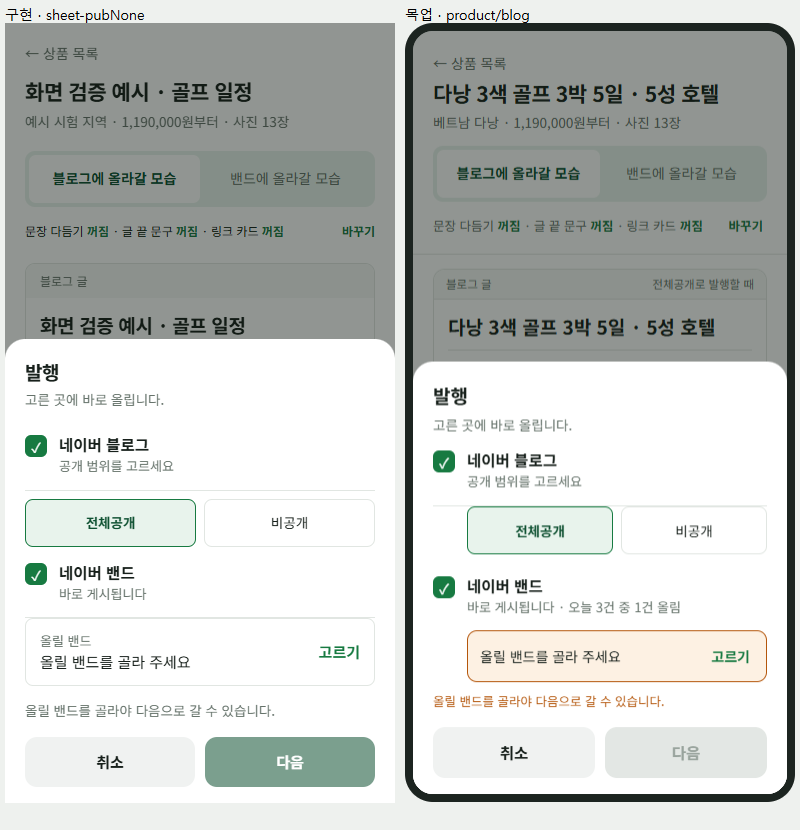 구현 · sheet-pubNone
← 상품 목록
화면 검증 예시 · 골프 일정
예시 시험 지역 · 1,190,000원부터 · 사진 13장
블로그에 올라갈 모습
밴드에 올라갈 모습
문장 다듬기 꺼짐 · 글 끝 문구 꺼짐 · 링크 카드 꺼짐
바꾸기
블로그 글
화면 검증 예시 · 골프 일정
발행
고른 곳에 바로 올립니다.
✓ 네이버 블로그
공개 범위를 고르세요
전체공개
비공개
✓ 네이버 밴드
바로 게시됩니다
올릴 밴드
올릴 밴드를 골라 주세요
고르기
올릴 밴드를 골라야 다음으로 갈 수 있습니다.
취소
다음
목업 · product/blog
← 상품 목록
다낭 3색 골프 3박 5일 · 5성 호텔
베트남 다낭 · 1,190,000원부터 · 사진 13장
블로그에 올라갈 모습
밴드에 올라갈 모습
문장 다듬기 꺼짐 · 글 끝 문구 꺼짐 · 링크 카드 꺼짐
바꾸기
블로그 글
전체공개로 발행할 때
다낭 3색 골프 3박 5일 · 5성 호텔
발행
고른 곳에 바로 올립니다.
✓ 네이버 블로그
공개 범위를 고르세요
전체공개
비공개
✓ 네이버 밴드
바로 게시됩니다 · 오늘 3건 중 1건 올림
올릴 밴드를 골라 주세요
고르기
올릴 밴드를 골라야 다음으로 갈 수 있습니다.
취소
다음